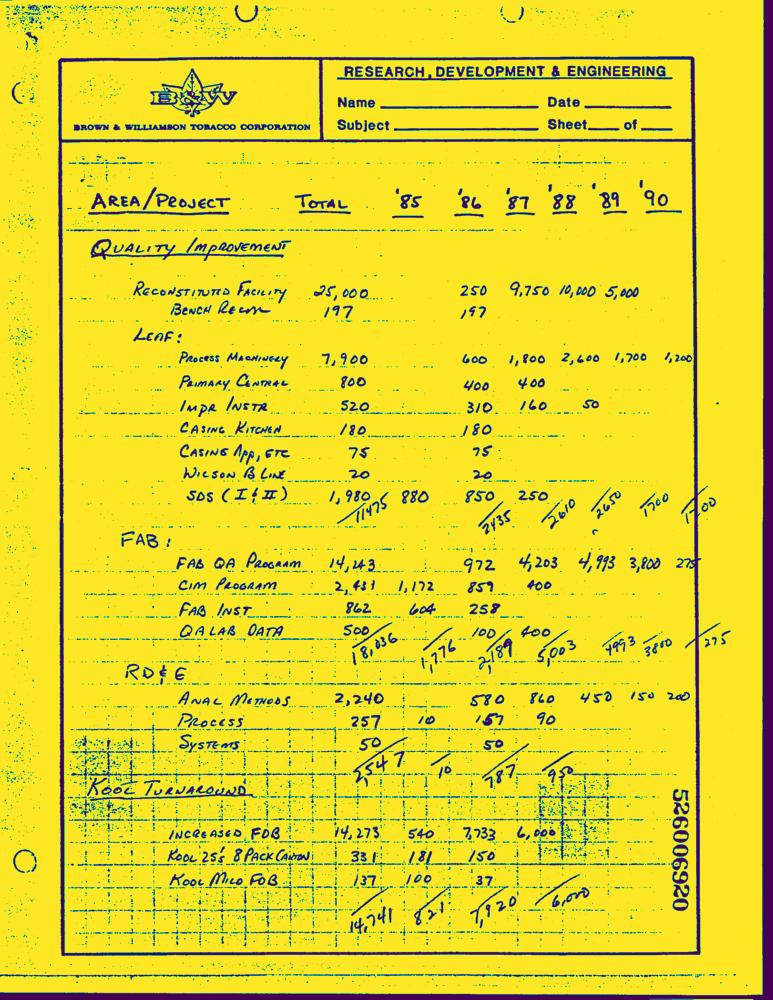 RESEARCH, DEVELOPMENT & ENGINEERING
B&W
BROWN & WILLIAMSON TOBACCO CORPORATION
Name Date
Subject Sheet of
AREA/PROJECT TOTAL '85 '86 '87 '88 '89 '90
QUALITY IMPROVEMENT
RECONSTITUTED FACILITY 25,000 250 9,750 10,000 5,000
BENCH RECON 197 197
LEAF:
PROCESS MACHINERY 7,900 600 1,800 2,600 1,700 1,200
PRIMARY CENTRAL 800 400 400
IMPR INSTR 520 310 160 50
CASING KITCHEN 180 180
CASING APP, ETC 75 75
WILSON B LINE 20 20
SDS (I & II) 1,980 880 850 250
11475 2435 2610 2650 1700 1200
FAB:
FAB QA PROGRAM 14,243 972 4,203 4,993 3,800 275
CIM PROGRAM 2,431 1,172 859 400
FAB INST 862 604 258
QA LAB DATA 500 100 400
18,036 1,776 2,189 5,003 4993 3800 275
RD & E
ANAL METHODS 2,240 580 860 450 150 200
PROCESS 257 10 157 90
SYSTEMS 50 50
2,547 10 787 950
KOOL TURNAROUND
INCREASED FOB 14,273 540 7,733 6,000
KOOL 25's 8 PACK CARTON 331 181 150
KOOL MILD FOB 137 100 37
14,741 821 7,920 6,000
526006920